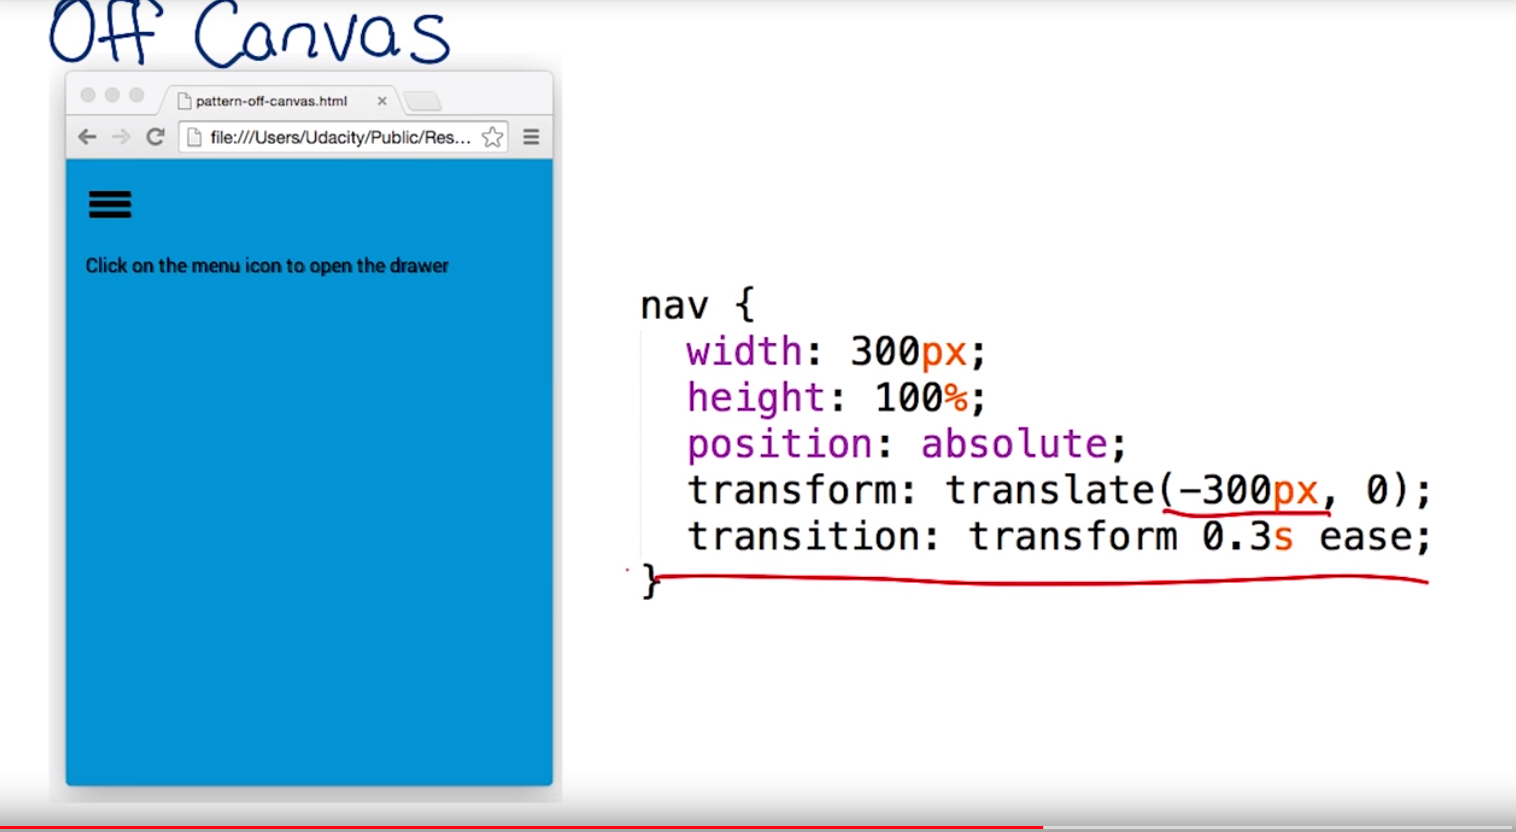 Off Canvas
pattern-off-canvas.html
file:///Users/Udacity/Public/Res...
Click on the menu icon to open the drawer
nav {
width: 300px;
height: 100%;
position: absolute;
transform: translate(-300px, 0);
transition: transform 0.3s ease;
}